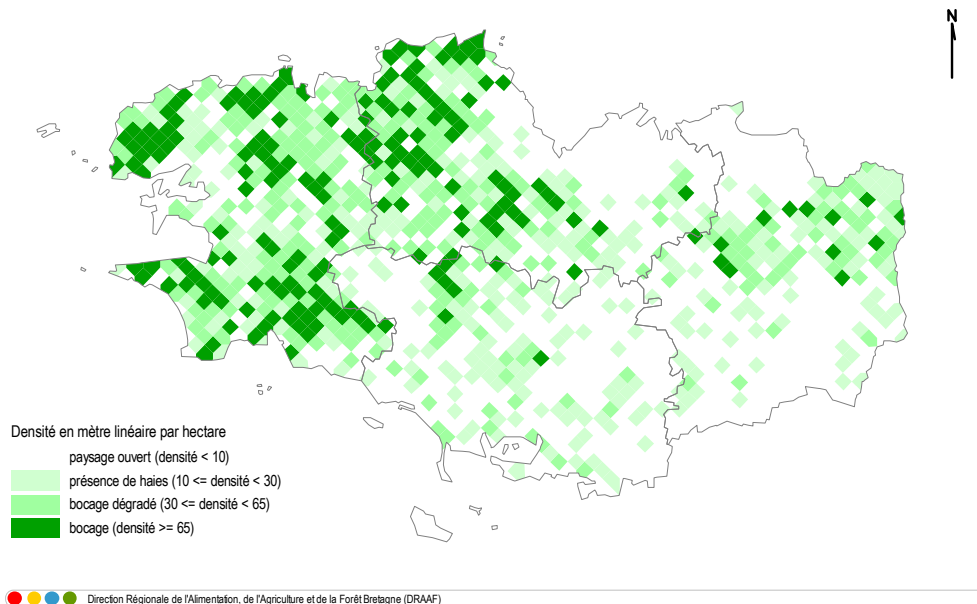 N
Densité en mètre linéaire par hectare
paysage ouvert (densité < 10)
présence de haies (10 <= densité < 30)
bocage dégradé (30 <= densité < 65)
bocage (densité >= 65)
Direction Régionale de l'Alimentation, de l'Agriculture et de la Forêt Bretagne (DRAAF)